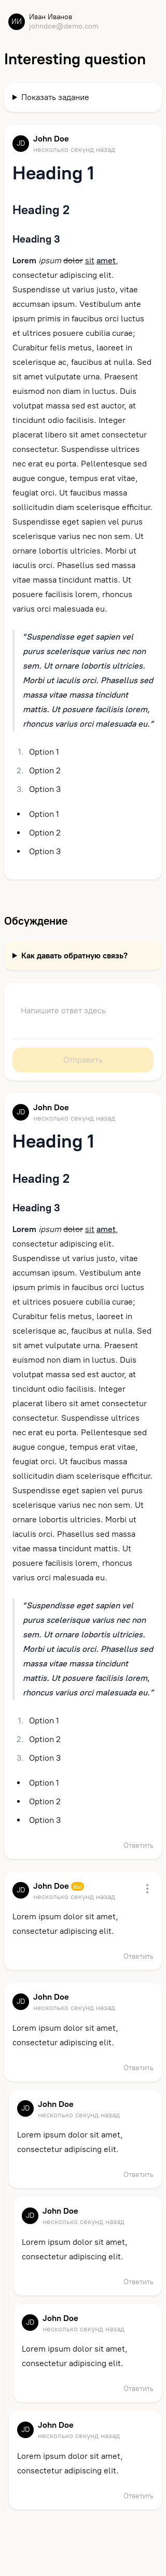 ИИ
Иван Иванов
johndoe@demo.com
Interesting question
Показать задание
JD
John Doe
несколько секунд назад
Heading 1
Heading 2
Heading 3
Lorem ipsum dolor sit amet,
consectetur adipiscing elit.
Suspendisse ut varius justo, vitae
accumsan ipsum. Vestibulum ante
ipsum primis in faucibus orci luctus
et ultrices posuere cubilia curae;
Curabitur felis metus, laoreet in
scelerisque ac, faucibus at nulla. Sed
sit amet vulputate urna. Praesent
euismod non diam in luctus. Duis
volutpat massa sed est auctor, at
tincidunt odio facilisis. Integer
placerat libero sit amet consectetur
consectetur. Suspendisse ultrices
nec erat eu porta. Pellentesque sed
augue congue, tempus erat vitae,
feugiat orci. Ut faucibus massa
sollicitudin diam scelerisque efficitur.
Suspendisse eget sapien vel purus
scelerisque varius nec non sem. Ut
ornare lobortis ultricies. Morbi ut
iaculis orci. Phasellus sed massa
vitae massa tincidunt mattis. Ut
posuere facilisis lorem, rhoncus
varius orci malesuada eu.
"Suspendisse eget sapien vel
purus scelerisque varius nec non
sem. Ut ornare lobortis ultricies.
Morbi ut iaculis orci. Phasellus sed
massa vitae massa tincidunt
mattis. Ut posuere facilisis lorem,
rhoncus varius orci malesuada eu."
1. Option 1
2. Option 2
3. Option 3
• Option 1
• Option 2
• Option 3
Обсуждение
Как давать обратную связь?
Напишите ответ здесь
Отправить
JD
John Doe
несколько секунд назад
Heading 1
Heading 2
Heading 3
Lorem ipsum dolor sit amet,
consectetur adipiscing elit.
Suspendisse ut varius justo, vitae
accumsan ipsum. Vestibulum ante
ipsum primis in faucibus orci luctus
et ultrices posuere cubilia curae;
Curabitur felis metus, laoreet in
scelerisque ac, faucibus at nulla. Sed
sit amet vulputate urna. Praesent
euismod non diam in luctus. Duis
volutpat massa sed est auctor, at
tincidunt odio facilisis. Integer
placerat libero sit amet consectetur
consectetur. Suspendisse ultrices
nec erat eu porta. Pellentesque sed
augue congue, tempus erat vitae,
feugiat orci. Ut faucibus massa
sollicitudin diam scelerisque efficitur.
Suspendisse eget sapien vel purus
scelerisque varius nec non sem. Ut
ornare lobortis ultricies. Morbi ut
iaculis orci. Phasellus sed massa
vitae massa tincidunt mattis. Ut
posuere facilisis lorem, rhoncus
varius orci malesuada eu.
"Suspendisse eget sapien vel
purus scelerisque varius nec non
sem. Ut ornare lobortis ultricies.
Morbi ut iaculis orci. Phasellus sed
massa vitae massa tincidunt
mattis. Ut posuere facilisis lorem,
rhoncus varius orci malesuada eu."
1. Option 1
2. Option 2
3. Option 3
• Option 1
• Option 2
• Option 3
Ответить
JD
John Doe
несколько секунд назад
Lorem ipsum dolor sit amet,
consectetur adipiscing elit.
Ответить
JD
John Doe
несколько секунд назад
Lorem ipsum dolor sit amet,
consectetur adipiscing elit.
Ответить
JD
John Doe
несколько секунд назад
Lorem ipsum dolor sit amet,
consectetur adipiscing elit.
Ответить
JD
John Doe
несколько секунд назад
Lorem ipsum dolor sit amet,
consectetur adipiscing elit.
Ответить
JD
John Doe
несколько секунд назад
Lorem ipsum dolor sit amet,
consectetur adipiscing elit.
Ответить
JD
John Doe
несколько секунд назад
Lorem ipsum dolor sit amet,
consectetur adipiscing elit.
Ответить